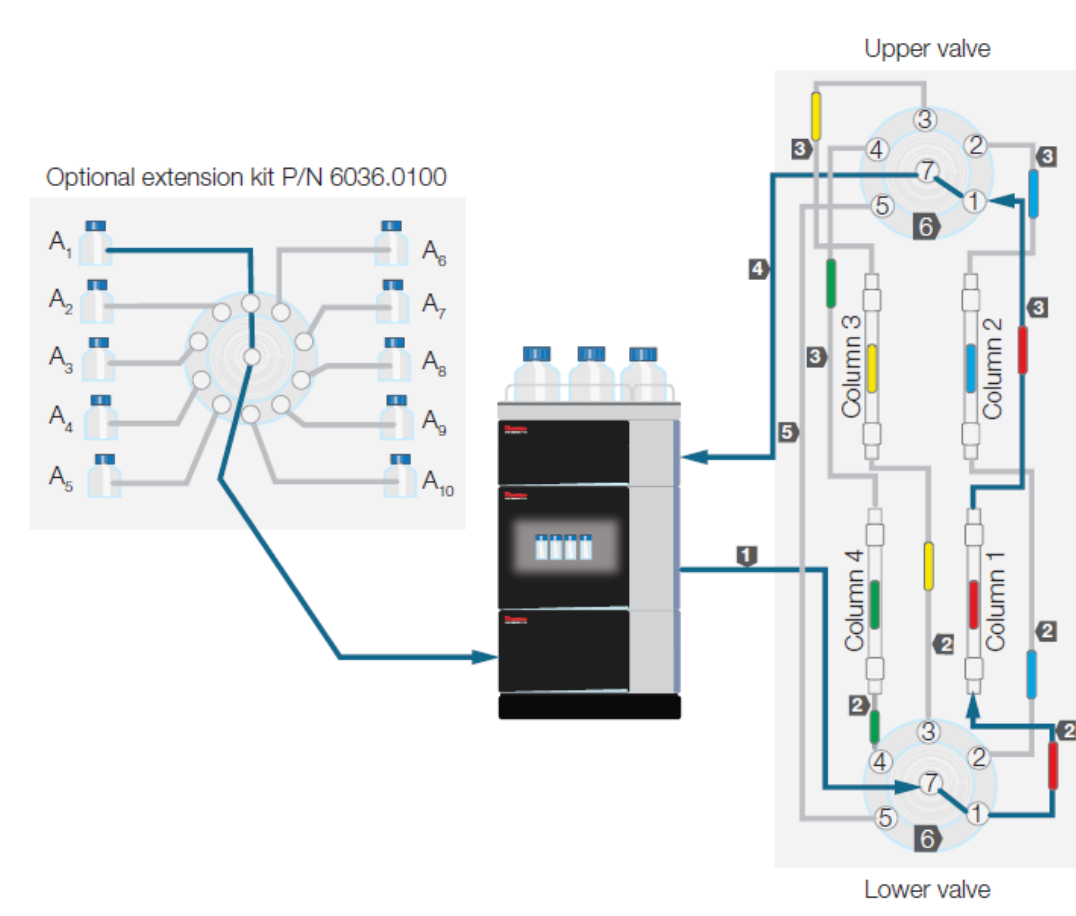 Upper valve
Optional extension kit P/N 6036.0100
A1
A2
A3
A4
A5
A6
A7
A8
A9
A10
3
4
2
7
5
1
6
3
3
3
3
4
5
1
Column 3
Column 2
Column 4
Column 1
2
2
2
2
3
4
2
7
5
1
6
Lower valve